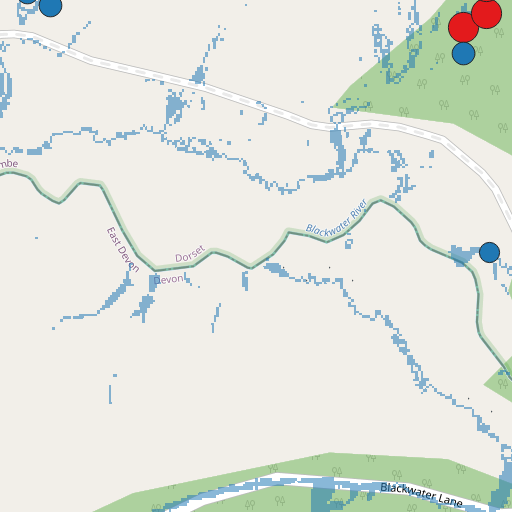 mbe
Blackwater River
East Devon
Dorset
Devon
Blackwater Lane